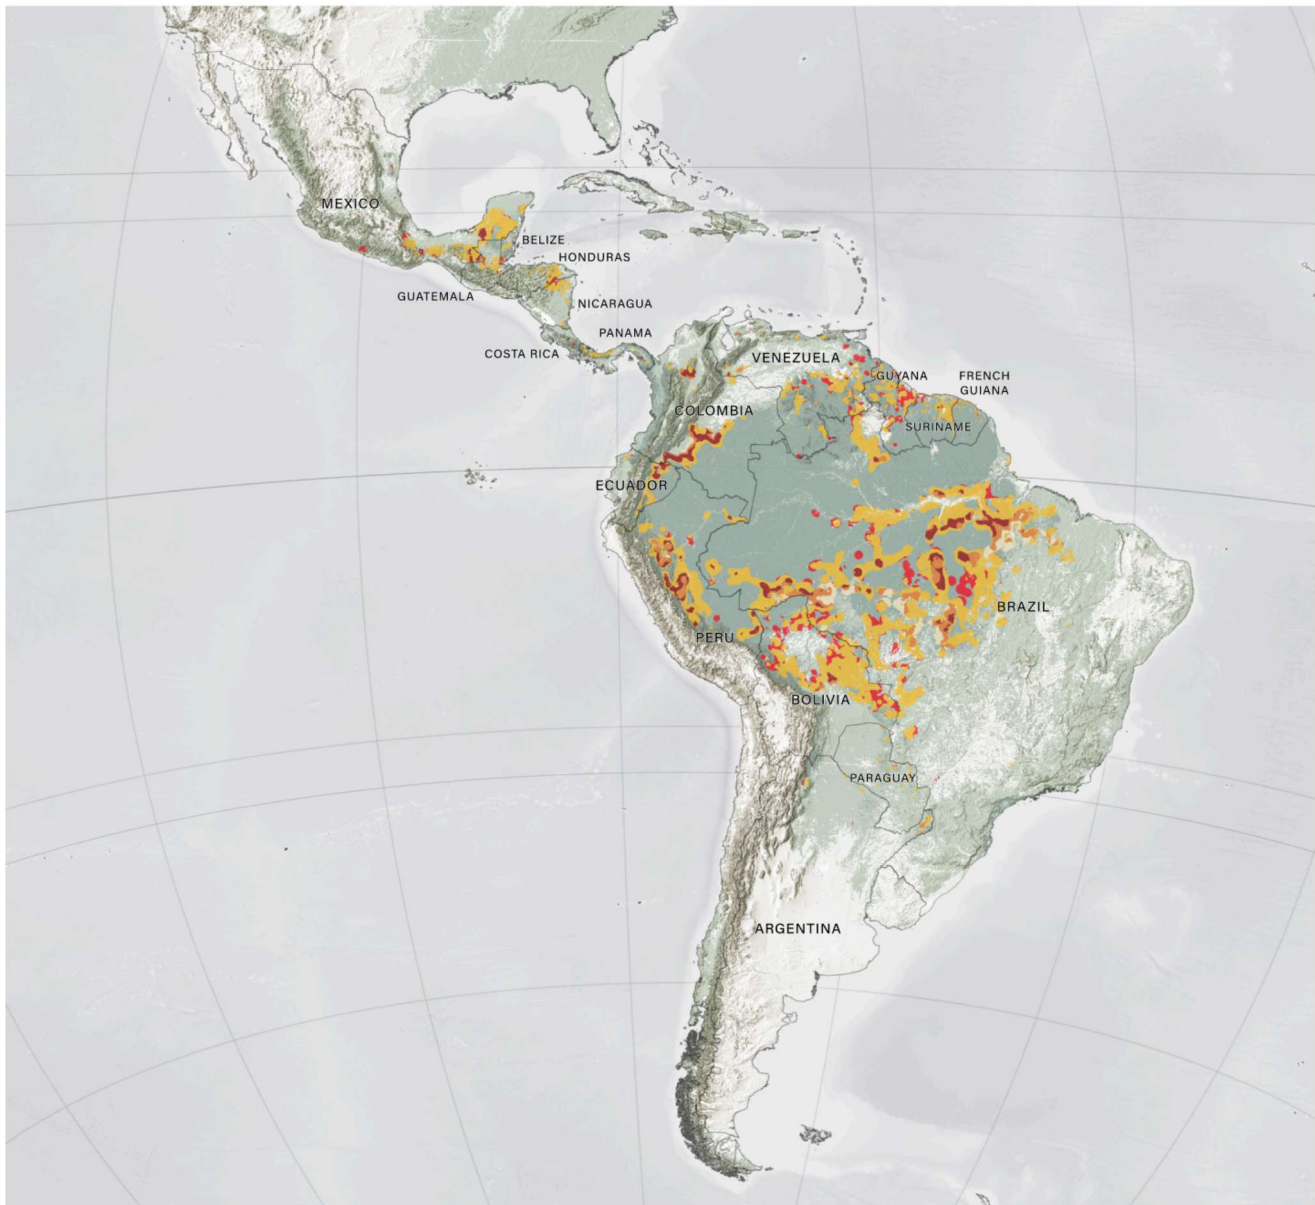 MEXICO
BELIZE
HONDURAS
GUATEMALA
NICARAGUA
PANAMA
COSTA RICA
VENEZUELA
GUYANA
FRENCH
GUIANA
COLOMBIA
SURINAME
ECUADOR
BRAZIL
PERU
BOLIVIA
PARAGUAY
ARGENTINA